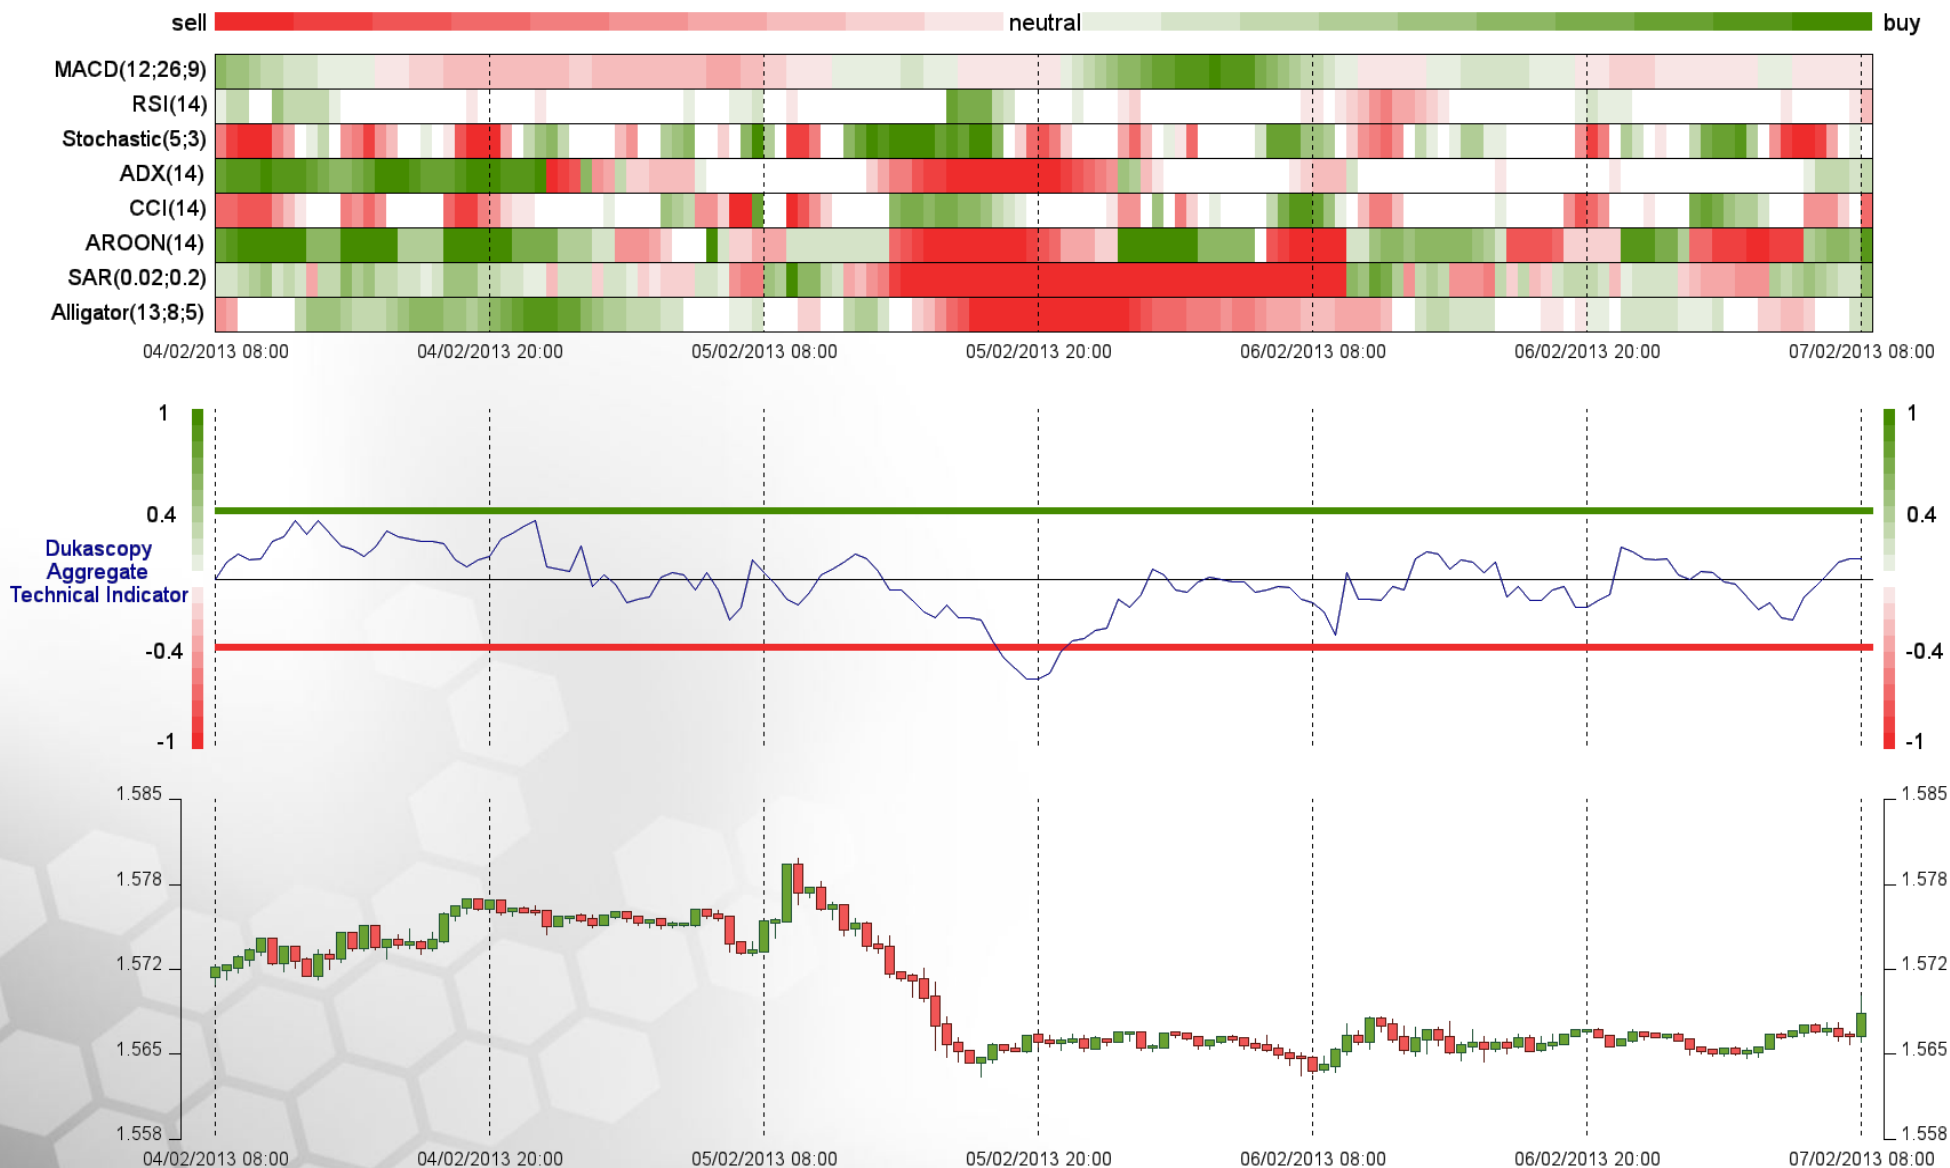 sell neutral buy
MACD(12;26;9)
RSI(14)
Stochastic(5;3)
ADX(14)
CCI(14)
AROON(14)
SAR(0.02;0.2)
Alligator(13;8;5)
04/02/2013 08:00 04/02/2013 20:00 05/02/2013 08:00 05/02/2013 20:00 06/02/2013 08:00 06/02/2013 20:00 07/02/2013 08:00
1 1
0.4 0.4
Dukascopy
Aggregate
Technical Indicator
-0.4 -0.4
-1 -1
1.585 1.585
1.578 1.578
1.572 1.572
1.565 1.565
1.558 1.558
04/02/2013 08:00 04/02/2013 20:00 05/02/2013 08:00 05/02/2013 20:00 06/02/2013 08:00 06/02/2013 20:00 07/02/2013 08:00